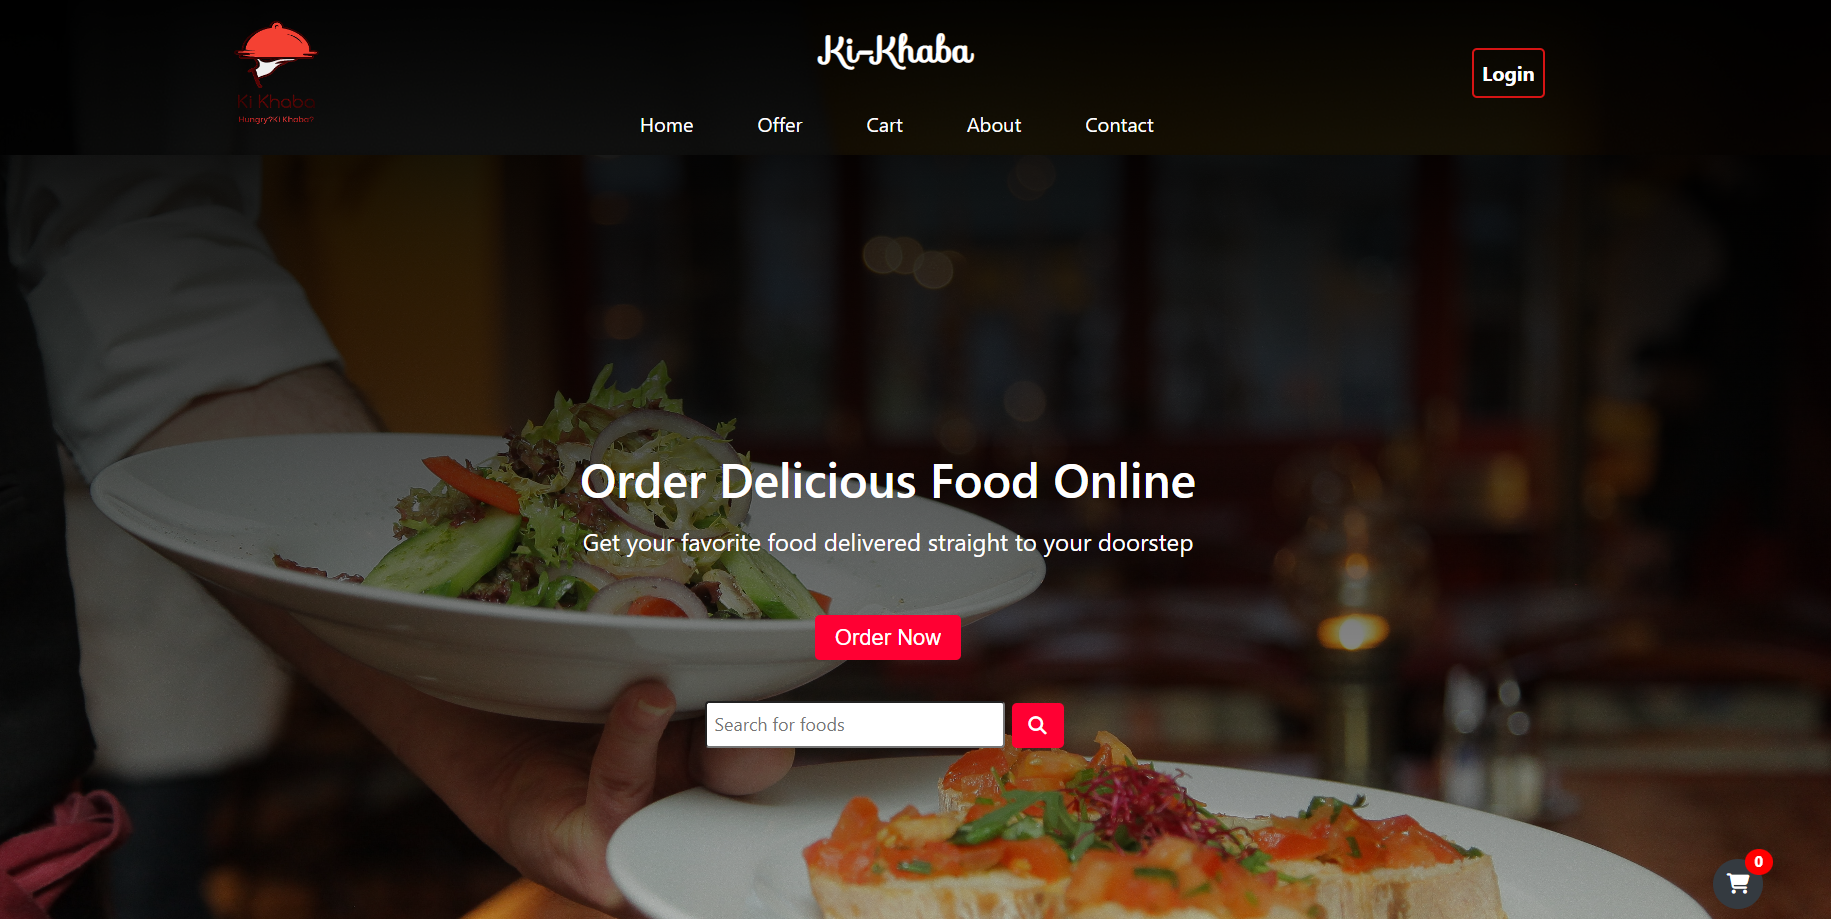 Ki-Khaba
Ki Khaba
Hungry?Ki Khaba?
Login
Home
Offer
Cart
About
Contact
Order Delicious Food Online
Get your favorite food delivered straight to your doorstep
Order Now
Search for foods
0